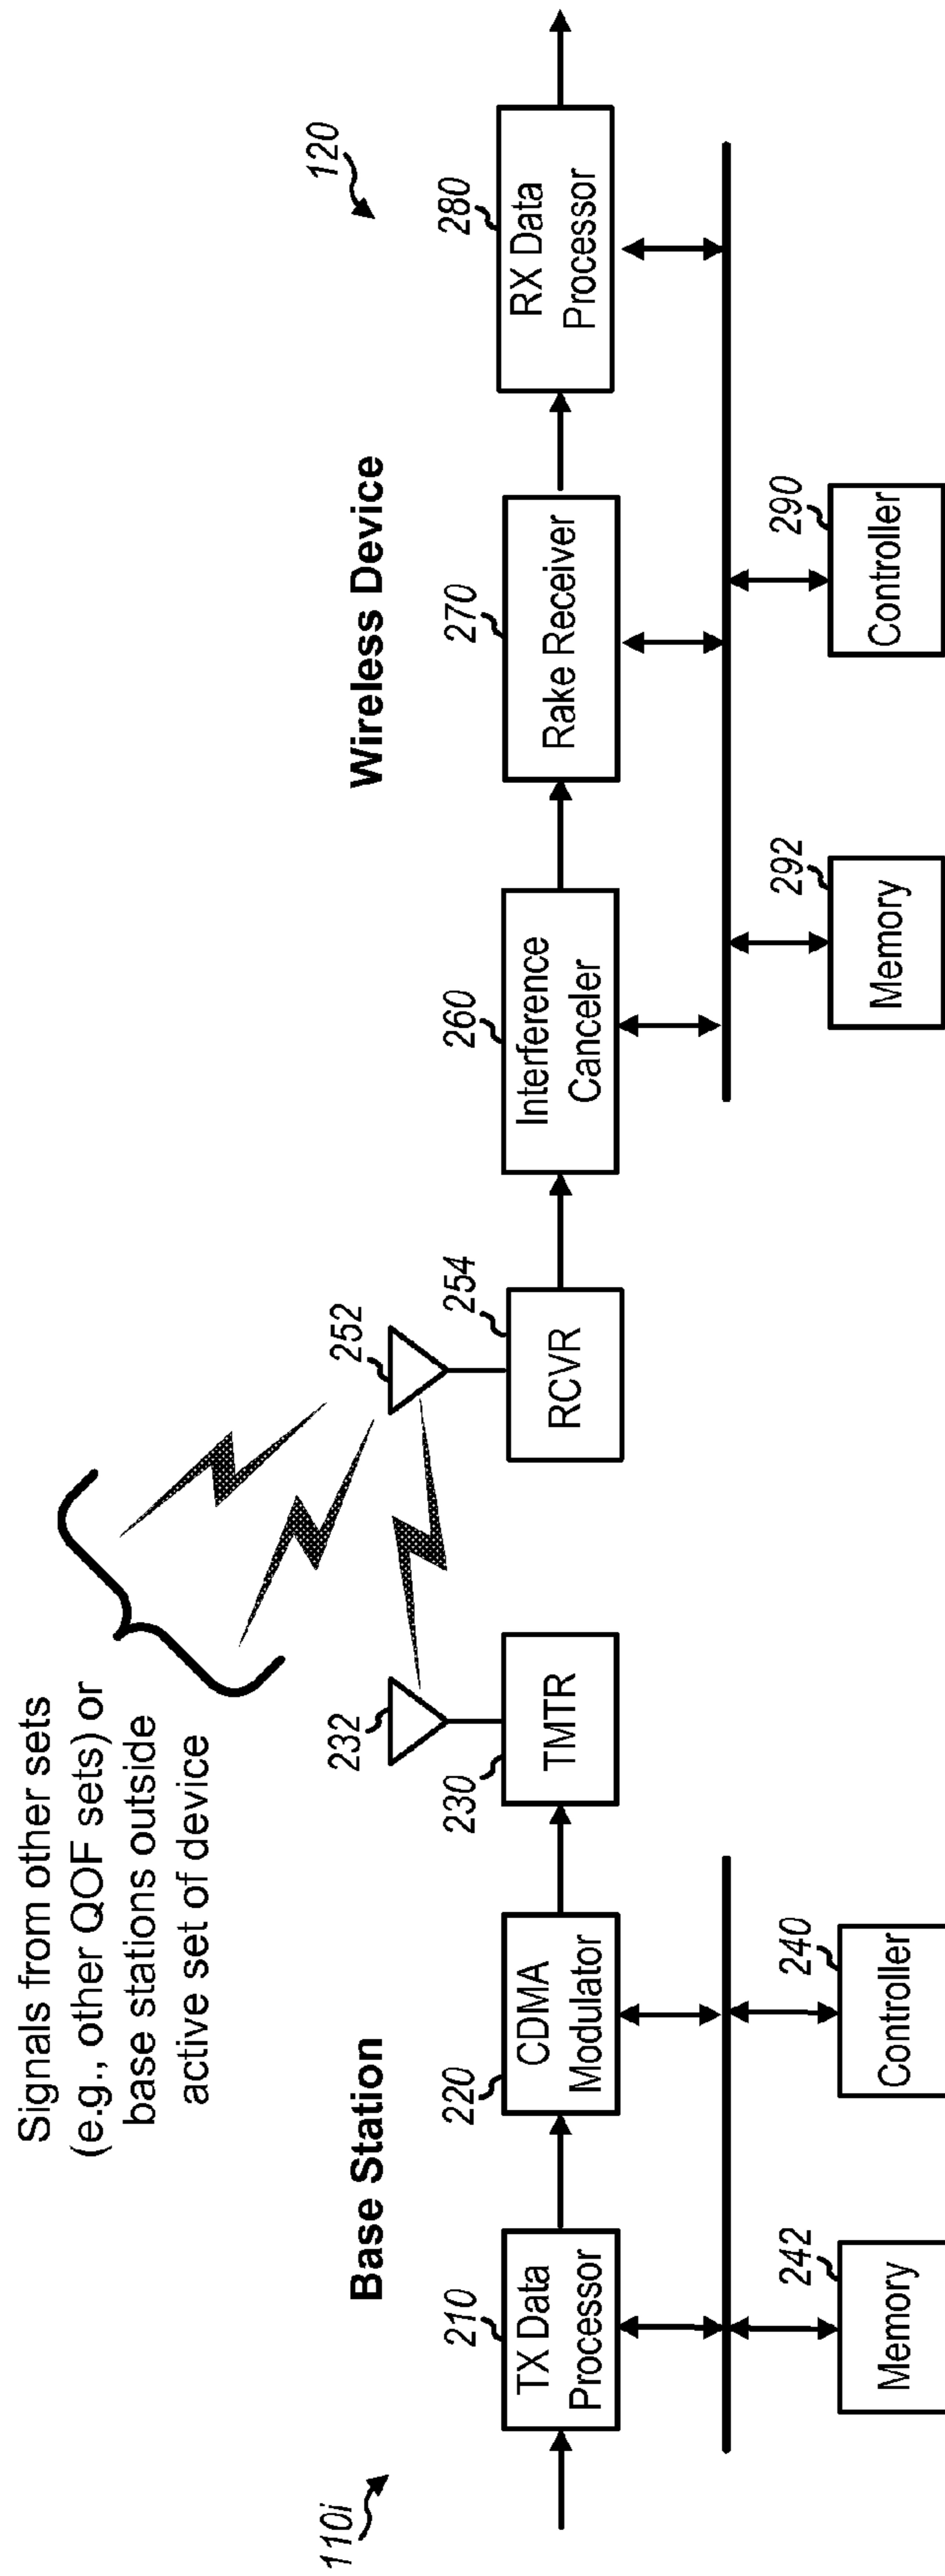 Signals from other sets
(e.g., other QOF sets) or
base stations outside
active set of device
110i
Base Station
210
TX Data
Processor
220
CDMA
Modulator
230
TMTR
232
242
Memory
240
Controller
120
Wireless Device
252
254
RCVR
260
Interference
Canceler
270
Rake Receiver
280
RX Data
Processor
292
Memory
290
Controller